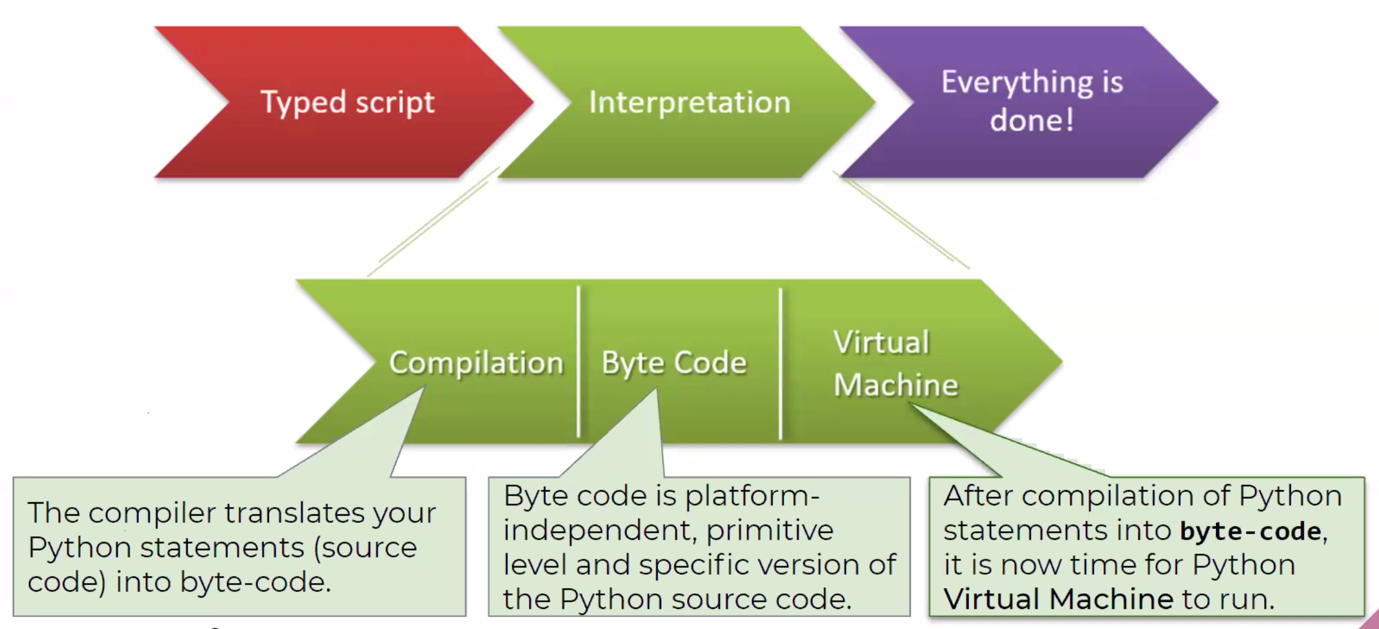 Typed script
Interpretation
Everything is
done!
Compilation
Byte Code
Virtual
Machine
The compiler translates your
Python statements (source
code) into byte-code.
Byte code is platform-
independent, primitive
level and specific version of
the Python source code.
After compilation of Python
statements into byte-code,
it is now time for Python
Virtual Machine to run.